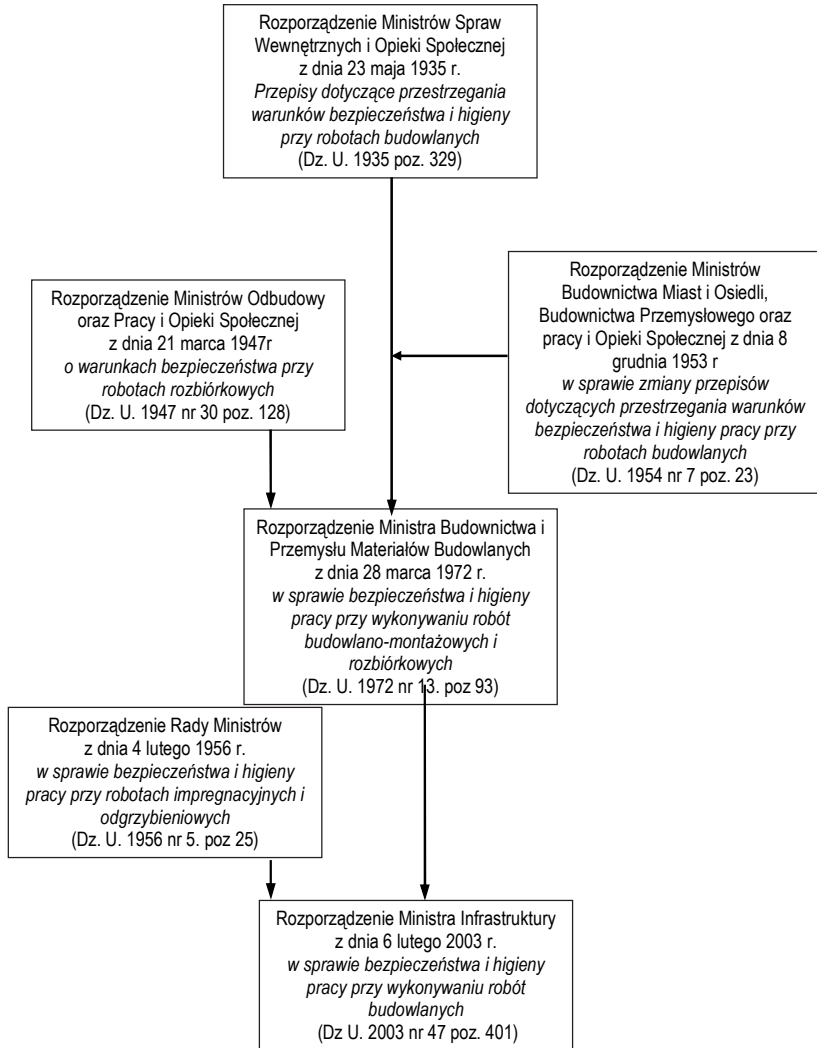 Rozporządzenie Ministrów Spraw
Wewnętrznych i Opieki Społecznej
z dnia 23 maja 1935 r.
Przepisy dotyczące przestrzegania
warunków bezpieczeństwa i higieny
przy robotach budowlanych
(Dz. U. 1935 poz. 329)
Rozporządzenie Ministrów Odbudowy
oraz Pracy i Opieki Społecznej
z dnia 21 marca 1947r
o warunkach bezpieczeństwa przy
robotach rozbiórkowych
(Dz. U. 1947 nr 30 poz. 128)
Rozporządzenie Ministrów
Budownictwa Miast i Osiedli,
Budownictwa Przemysłowego oraz
pracy i Opieki Społecznej z dnia 8
grudnia 1953 r
w sprawie zmiany przepisów
dotyczących przestrzegania warunków
bezpieczeństwa i higieny pracy przy
robotach budowlanych
(Dz. U. 1954 nr 7 poz. 23)
Rozporządzenie Ministra Budownictwa i
Przemysłu Materiałów Budowlanych
z dnia 28 marca 1972 r.
w sprawie bezpieczeństwa i higieny
pracy przy wykonywaniu robót
budowlano-montażowych i
rozbiórkowych
(Dz. U. 1972 nr 13. poz 93)
Rozporządzenie Rady Ministrów
z dnia 4 lutego 1956 r.
w sprawie bezpieczeństwa i higieny
pracy przy robotach impregnacyjnych i
odgrzybieniowych
(Dz. U. 1956 nr 5. poz 25)
Rozporządzenie Ministra Infrastruktury
z dnia 6 lutego 2003 r.
w sprawie bezpieczeństwa i higieny
pracy przy wykonywaniu robót
budowlanych
(Dz U. 2003 nr 47 poz. 401)